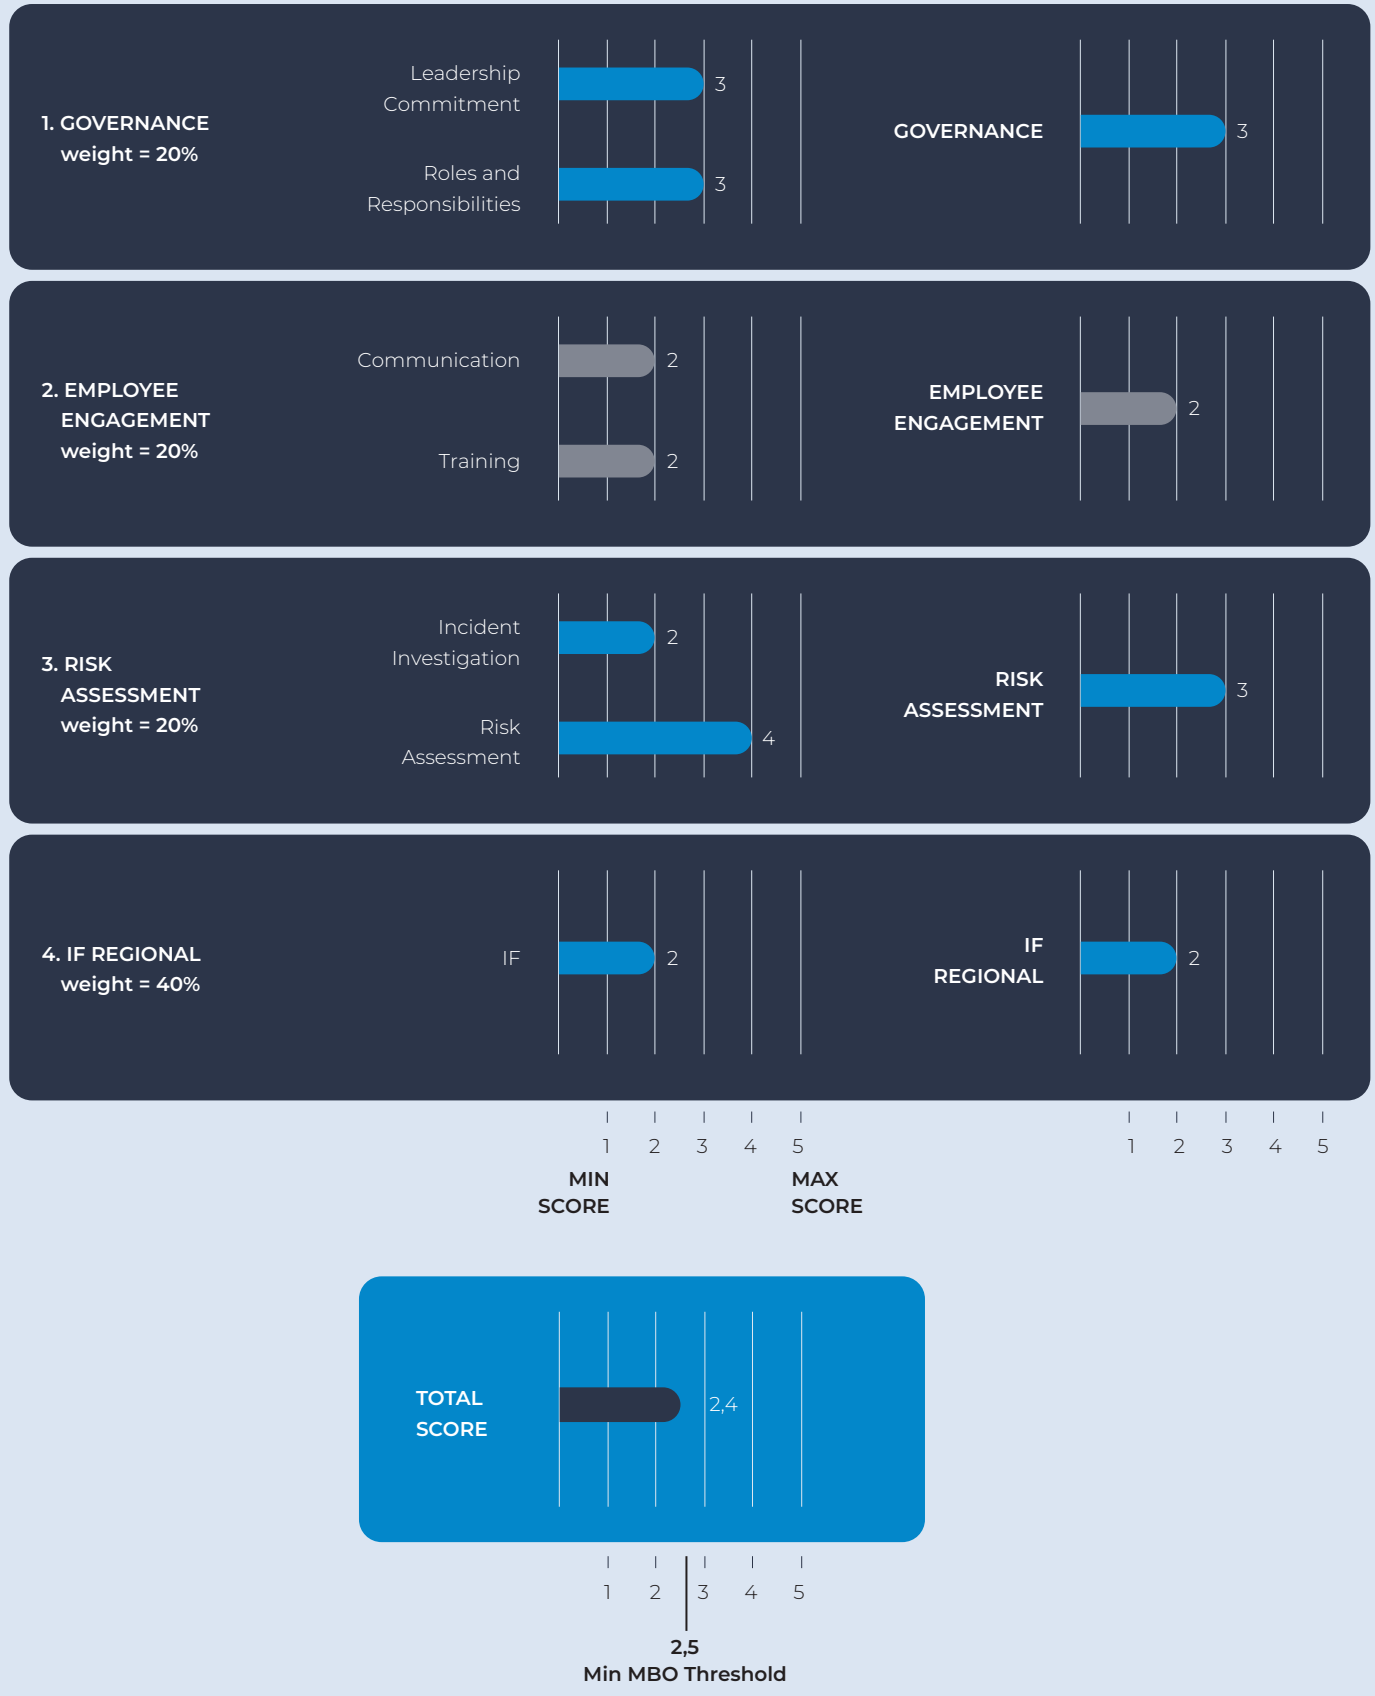 1. GOVERNANCE
weight = 20%
Leadership
Commitment
3
Roles and
Responsibilities
3
GOVERNANCE
3
2. EMPLOYEE
ENGAGEMENT
weight = 20%
Communication
2
Training
2
EMPLOYEE
ENGAGEMENT
2
3. RISK
ASSESSMENT
weight = 20%
Incident
Investigation
2
Risk
Assessment
4
RISK
ASSESSMENT
3
4. IF REGIONAL
weight = 40%
IF
2
IF
REGIONAL
2
1 2 3 4 5
MIN
SCORE
MAX
SCORE
1 2 3 4 5
TOTAL
SCORE
2,4
1 2 3 4 5
2,5
Min MBO Threshold